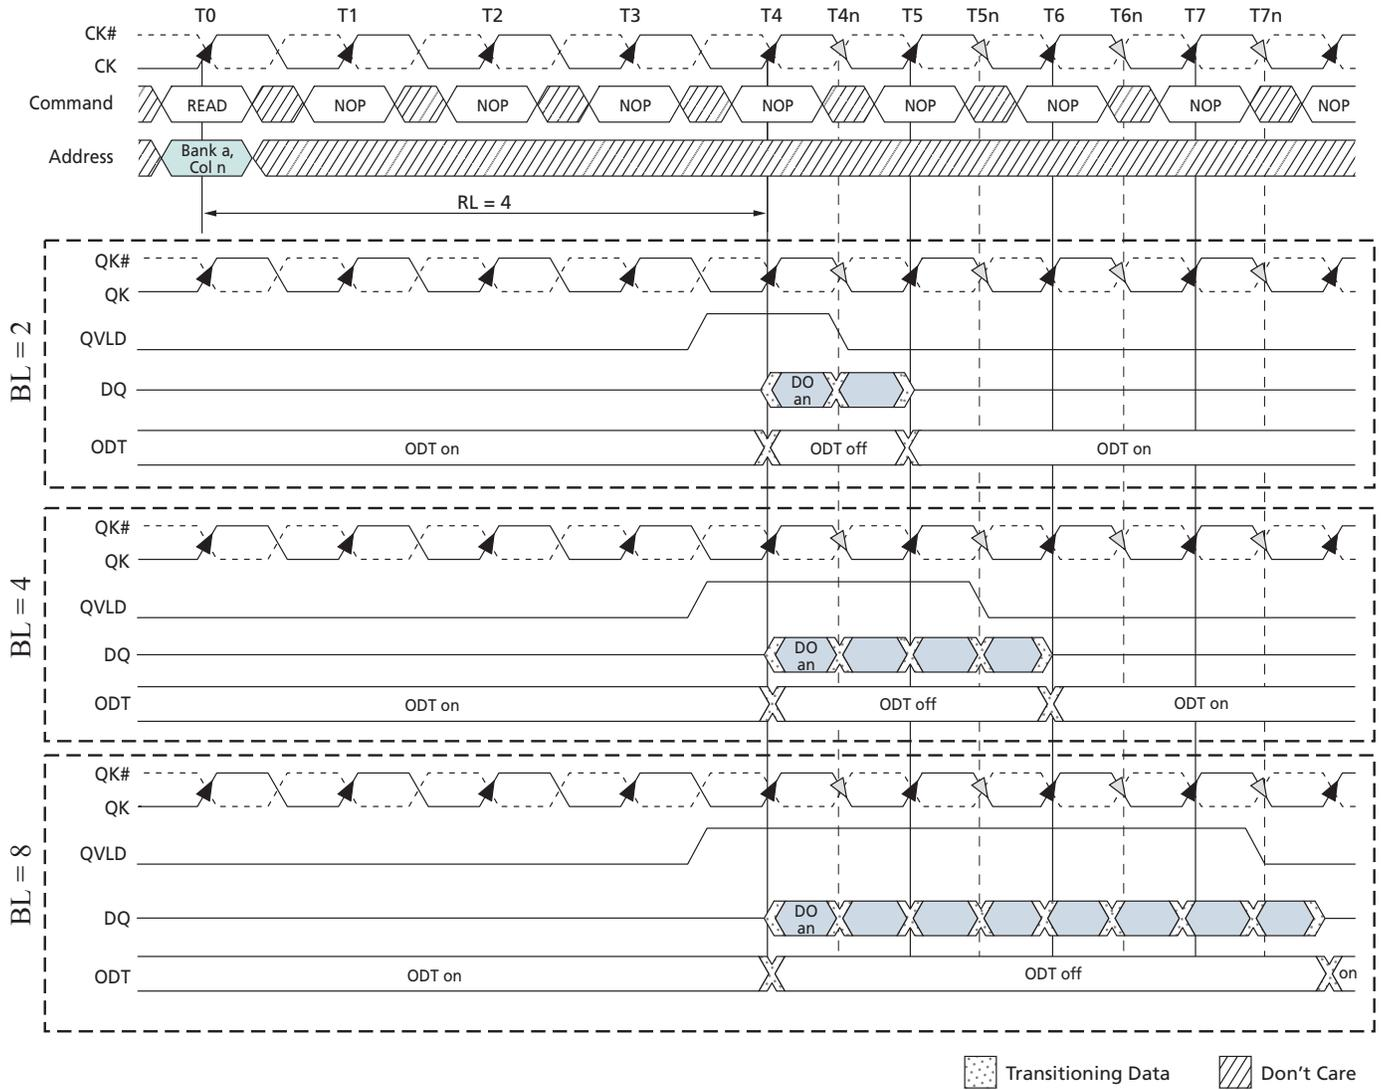 T0 T1 T2 T3 T4 T4n T5 T5n T6 T6n T7 T7n
CK#
CK
Command READ NOP NOP NOP NOP NOP NOP NOP NOP
Address Bank a,
Col n
RL = 4
BL = 2
QK#
QK
QVLD
DQ DO
an
ODT ODT on ODT off ODT on
BL = 4
QK#
QK
QVLD
DQ DO
an
ODT ODT on ODT off ODT on
BL = 8
QK#
QK
QVLD
DQ DO
an
ODT ODT on ODT off on
Transitioning Data Don't Care